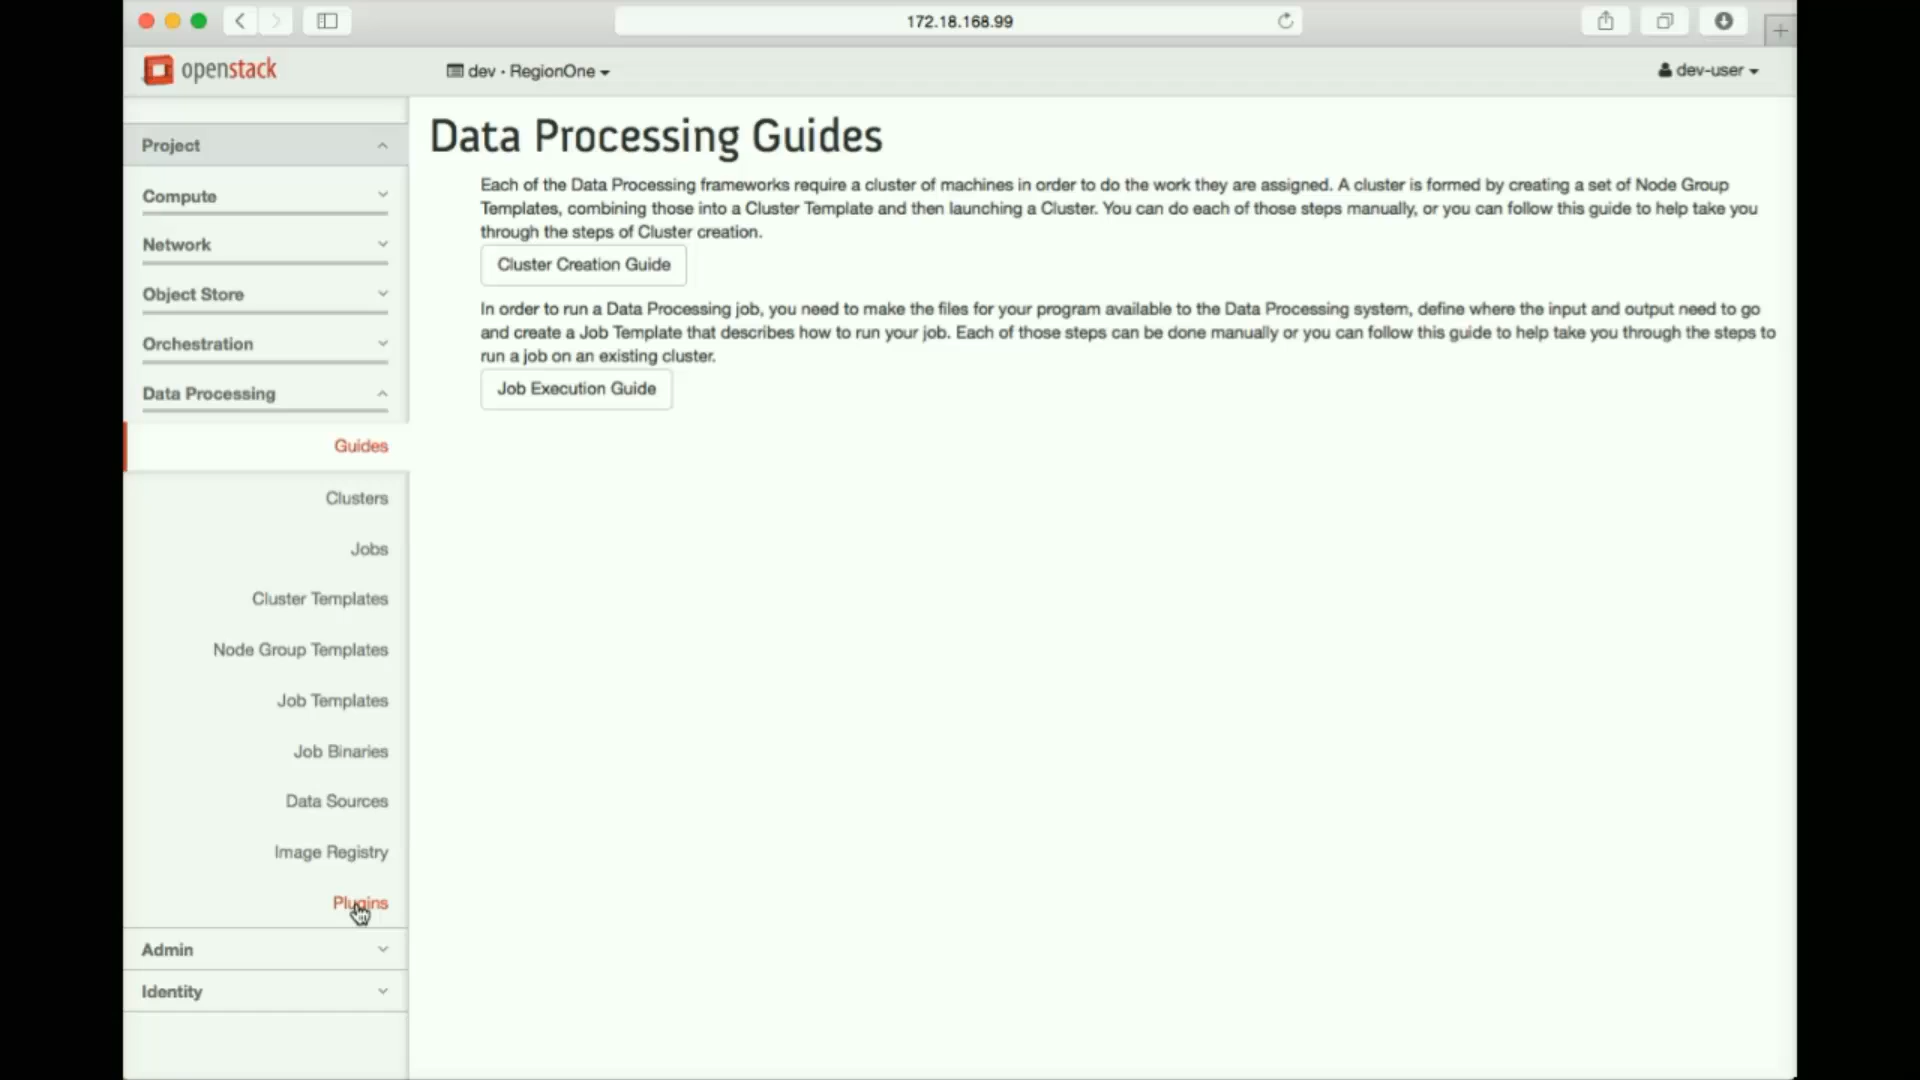 172.18.168.99
openstack
dev · RegionOne
dev-user
Project
Compute
Network
Object Store
Orchestration
Data Processing
Guides
Clusters
Jobs
Cluster Templates
Node Group Templates
Job Templates
Job Binaries
Data Sources
Image Registry
Plugins
Admin
Identity
Data Processing Guides
Each of the Data Processing frameworks require a cluster of machines in order to do the work they are assigned. A cluster is formed by creating a set of Node Group
Templates, combining those into a Cluster Template and then launching a Cluster. You can do each of those steps manually, or you can follow this guide to help take you
through the steps of Cluster creation.
Cluster Creation Guide
In order to run a Data Processing job, you need to make the files for your program available to the Data Processing system, define where the input and output need to go
and create a Job Template that describes how to run your job. Each of those steps can be done manually or you can follow this guide to help take you through the steps to
run a job on an existing cluster.
Job Execution Guide